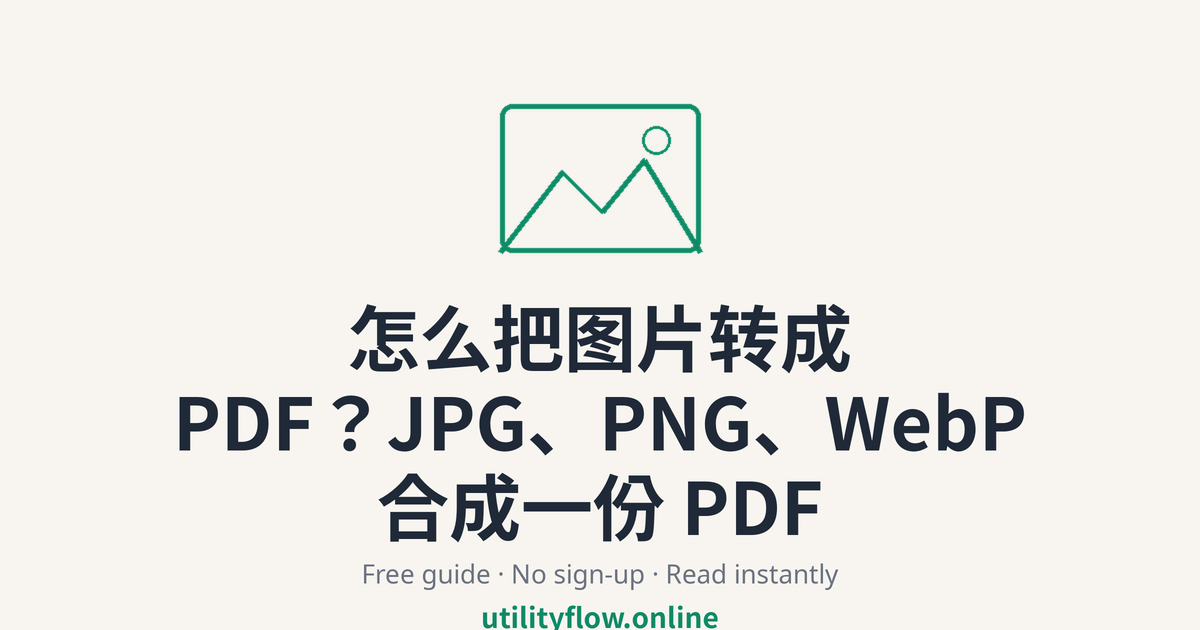 怎么把图片转成
PDF？JPG、PNG、WebP
合成一份 PDF
Free guide · No sign-up · Read instantly
utilityflow.online